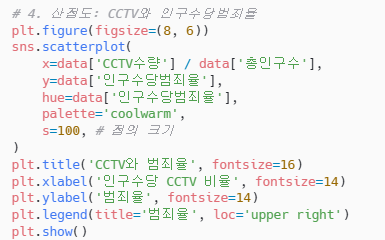 # 4. 산점도: CCTV와 인구수당범죄율
plt.figure(figsize=(8, 6))
sns.scatterplot(
    x=data['CCTV수량'] / data['총인구수'],
    y=data['인구수당범죄율'],
    hue=data['인구수당범죄율'],
    palette='coolwarm',
    s=100, # 점의 크기
)
plt.title('CCTV와 범죄율', fontsize=16)
plt.xlabel('인구수당 CCTV 비율', fontsize=14)
plt.ylabel('범죄율', fontsize=14)
plt.legend(title='범죄율', loc='upper right')
plt.show()